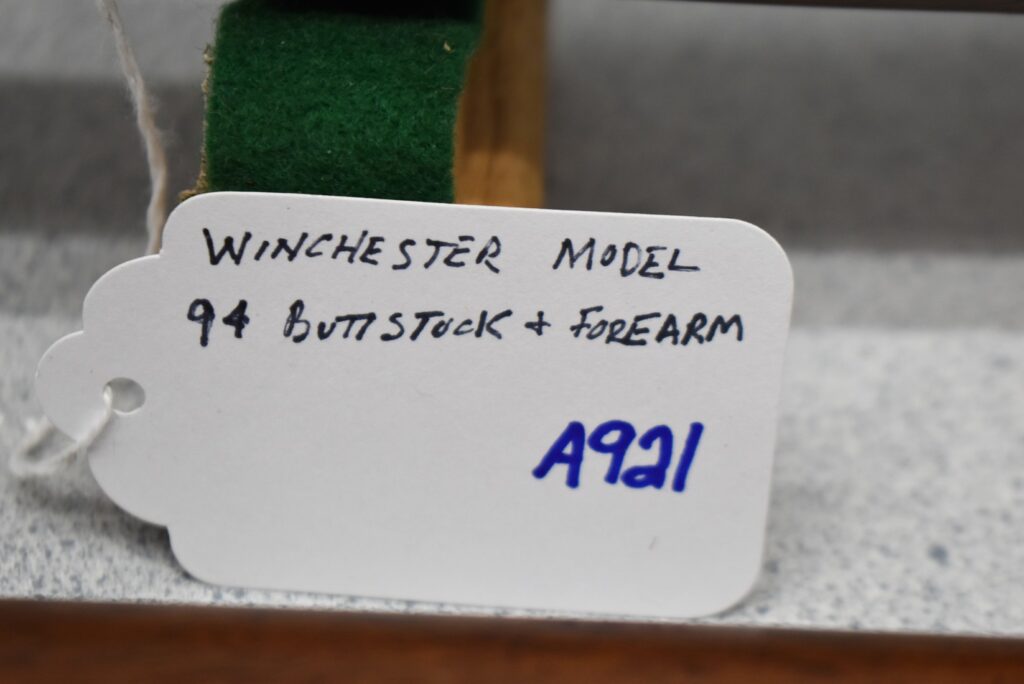 WINCHESTER MODEL
94 BUTTSTOCK + FOREARM
A921